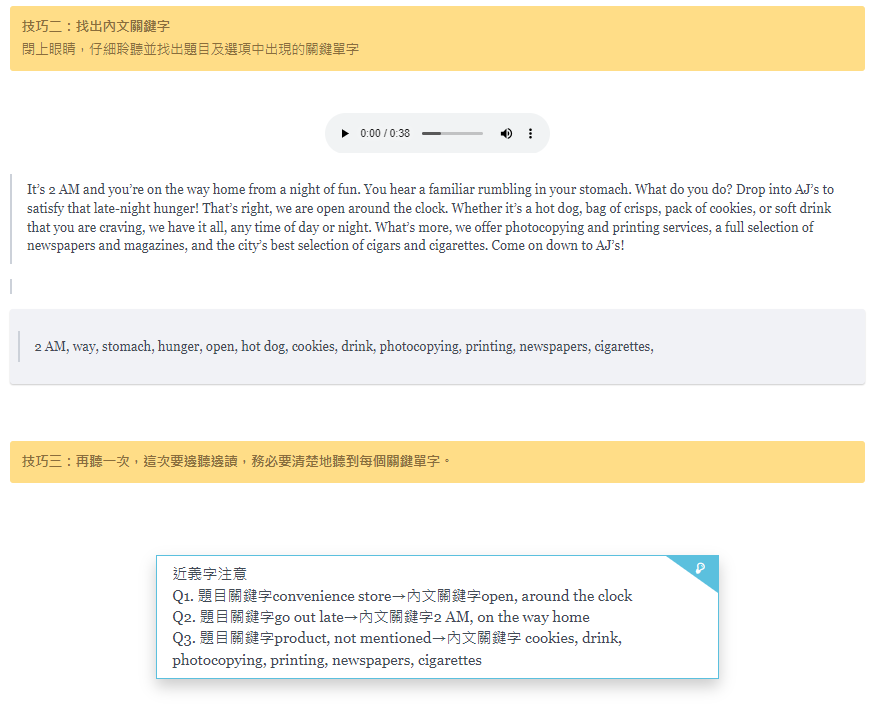 技巧二：找出內文關鍵字
閉上眼睛，仔細聆聽並找出題目及選項中出現的關鍵單字
0:00 / 0:38
It’s 2 AM and you’re on the way home from a night of fun. You hear a familiar rumbling in your stomach. What do you do? Drop into AJ’s to
satisfy that late-night hunger! That’s right, we are open around the clock. Whether it’s a hot dog, bag of crisps, pack of cookies, or soft drink
that you are craving, we have it all, any time of day or night. What’s more, we offer photocopying and printing services, a full selection of
newspapers and magazines, and the city’s best selection of cigars and cigarettes. Come on down to AJ’s!
2 AM, way, stomach, hunger, open, hot dog, cookies, drink, photocopying, printing, newspapers, cigarettes,
技巧三：再聽一次，這次要邊聽邊讀，務必要清楚地聽到每個關鍵單字。
近義字注意
Q1. 題目關鍵字convenience store→內文關鍵字open, around the clock
Q2. 題目關鍵字go out late→內文關鍵字2 AM, on the way home
Q3. 題目關鍵字product, not mentioned→內文關鍵字 cookies, drink,
photocopying, printing, newspapers, cigarettes